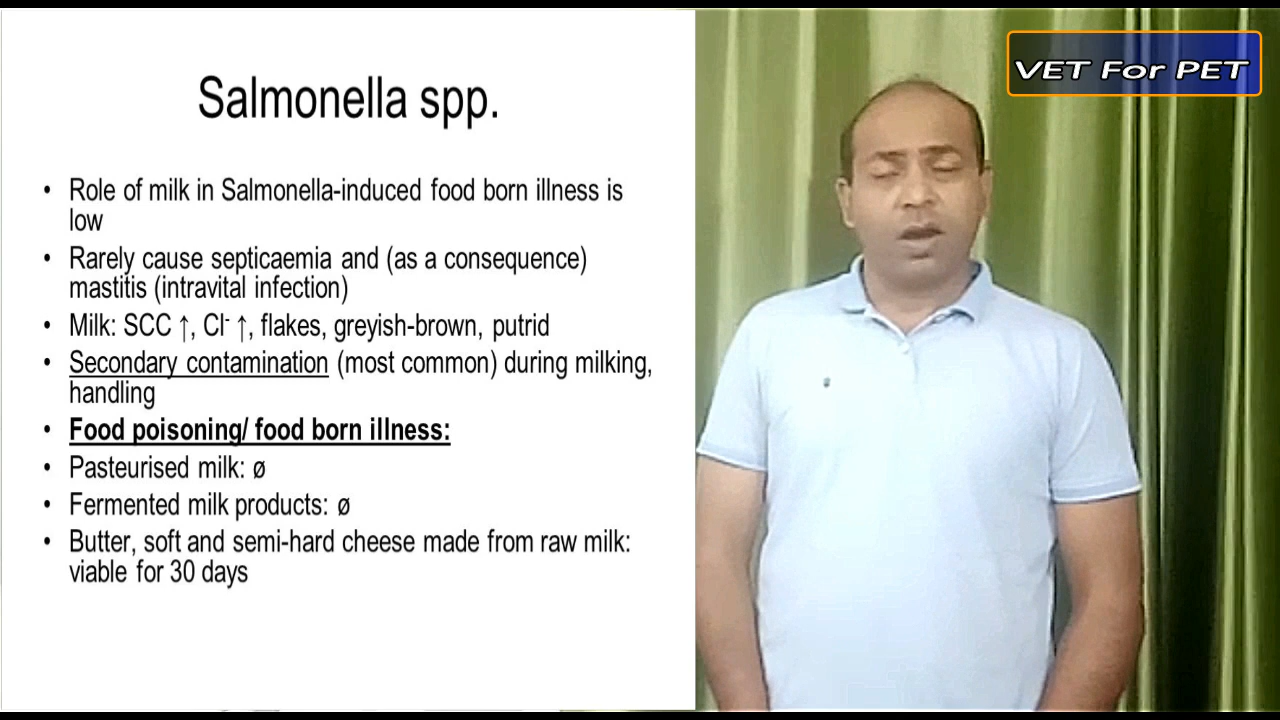 Salmonella spp.
• Role of milk in Salmonella-induced food born illness is
low
• Rarely cause septicaemia and (as a consequence)
mastitis (intravital infection)
• Milk: SCC ↑, Cl⁻ ↑, flakes, greyish-brown, putrid
• Secondary contamination (most common) during milking,
handling
• Food poisoning/ food born illness:
• Pasteurised milk: ø
• Fermented milk products: ø
• Butter, soft and semi-hard cheese made from raw milk:
viable for 30 days
VET For PET